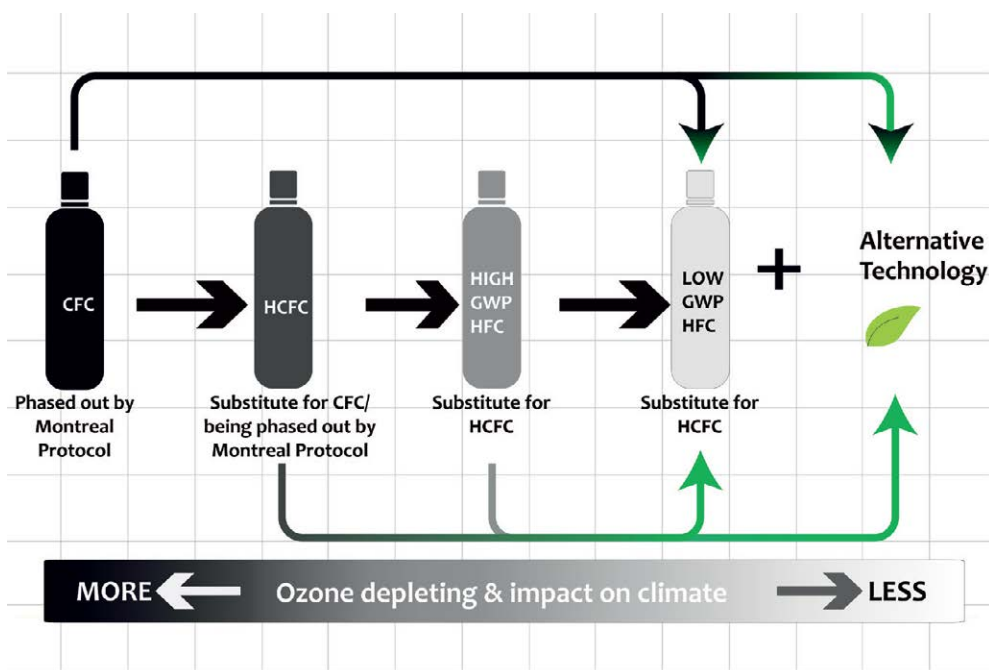 CFC
HCFC
HIGH
GWP
HFC
LOW
GWP
HFC
Alternative
Technology
Phased out by
Montreal
Protocol
Substitute for CFC/
being phased out by
Montreal Protocol
Substitute for
HCFC
Substitute for
HCFC
MORE
Ozone depleting & impact on climate
LESS